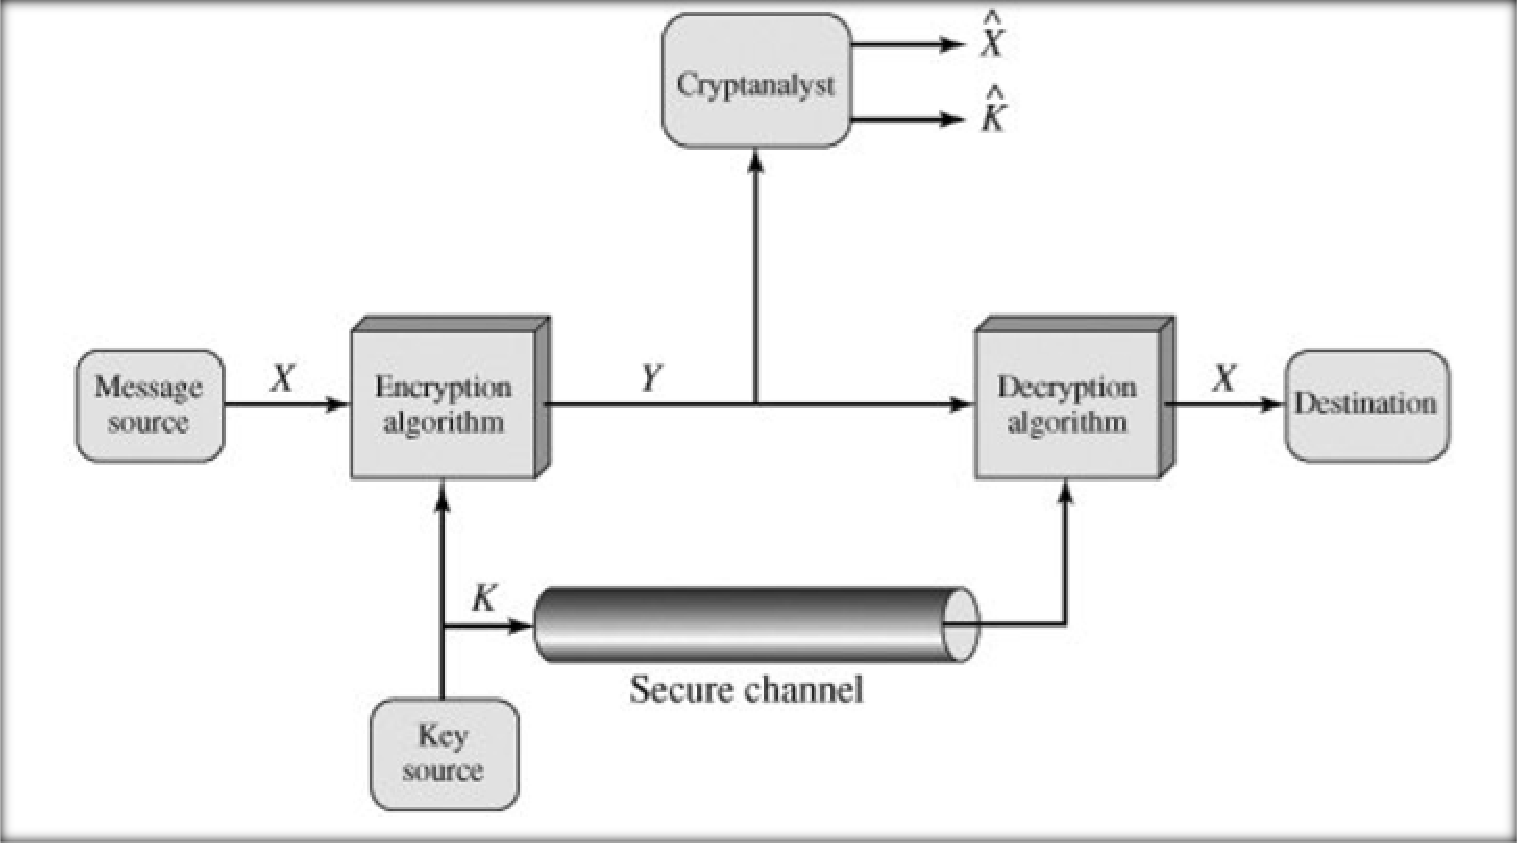 Cryptanalyst
X̂
K̂
Message
source
X
Encryption
algorithm
Y
Decryption
algorithm
X
Destination
K
Secure channel
Key
source